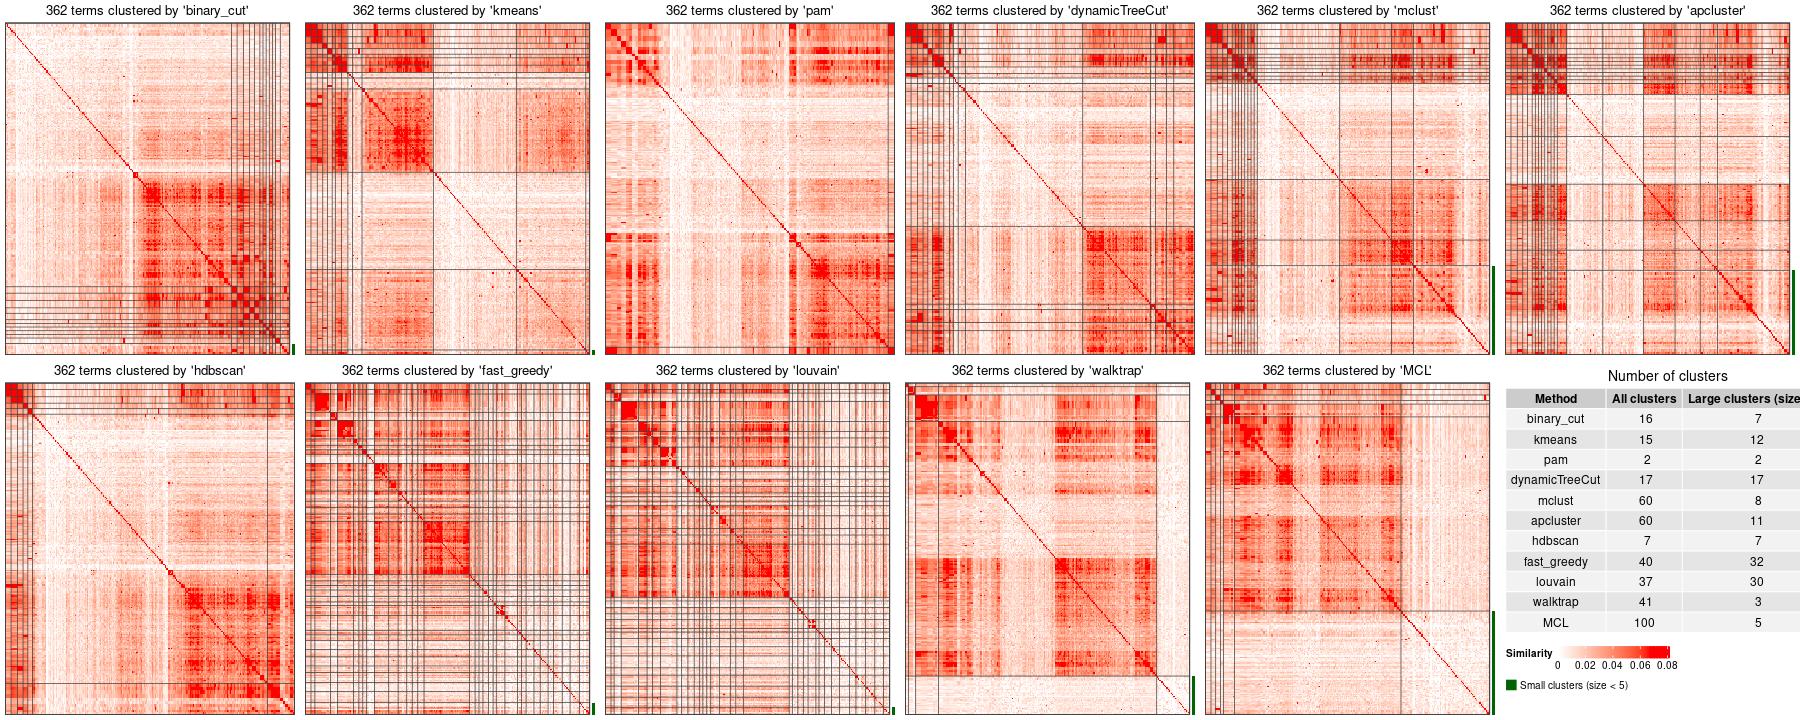 362 terms clustered by 'binary_cut'
362 terms clustered by 'kmeans'
362 terms clustered by 'pam'
362 terms clustered by 'dynamicTreeCut'
362 terms clustered by 'mclust'
362 terms clustered by 'apcluster'
362 terms clustered by 'hdbscan'
362 terms clustered by 'fast_greedy'
362 terms clustered by 'louvain'
362 terms clustered by 'walktrap'
362 terms clustered by 'MCL'
Number of clusters
Method All clusters Large clusters (size
binary_cut 16 7
kmeans 15 12
pam 2 2
dynamicTreeCut 17 17
mclust 60 8
apcluster 60 11
hdbscan 7 7
fast_greedy 40 32
louvain 37 30
walktrap 41 3
MCL 100 5
Similarity
0 0.02 0.04 0.06 0.08
Small clusters (size < 5)